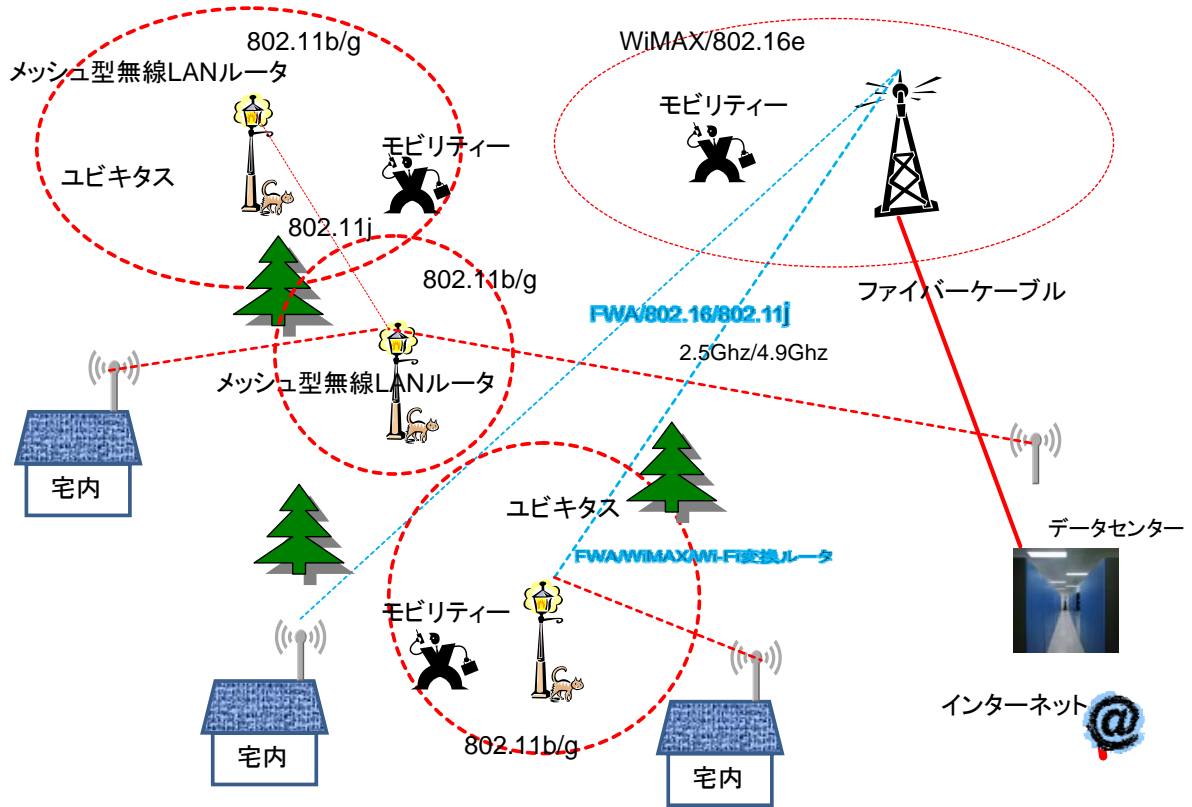 802.11b/g
WiMAX/802.16e
メッシュ型無線LANルータ
モビリティー
モビリティー
ユビキタス
802.11j
802.11b/g
ファイバーケーブル
FWA/802.16/802.11j
2.5Ghz/4.9Ghz
メッシュ型無線LANルータ
宅内
ユビキタス
データセンター
FWA/WiMAX/Wi-Fi変換ルータ
モビリティー
インターネット
@
802.11b/g
宅内
宅内